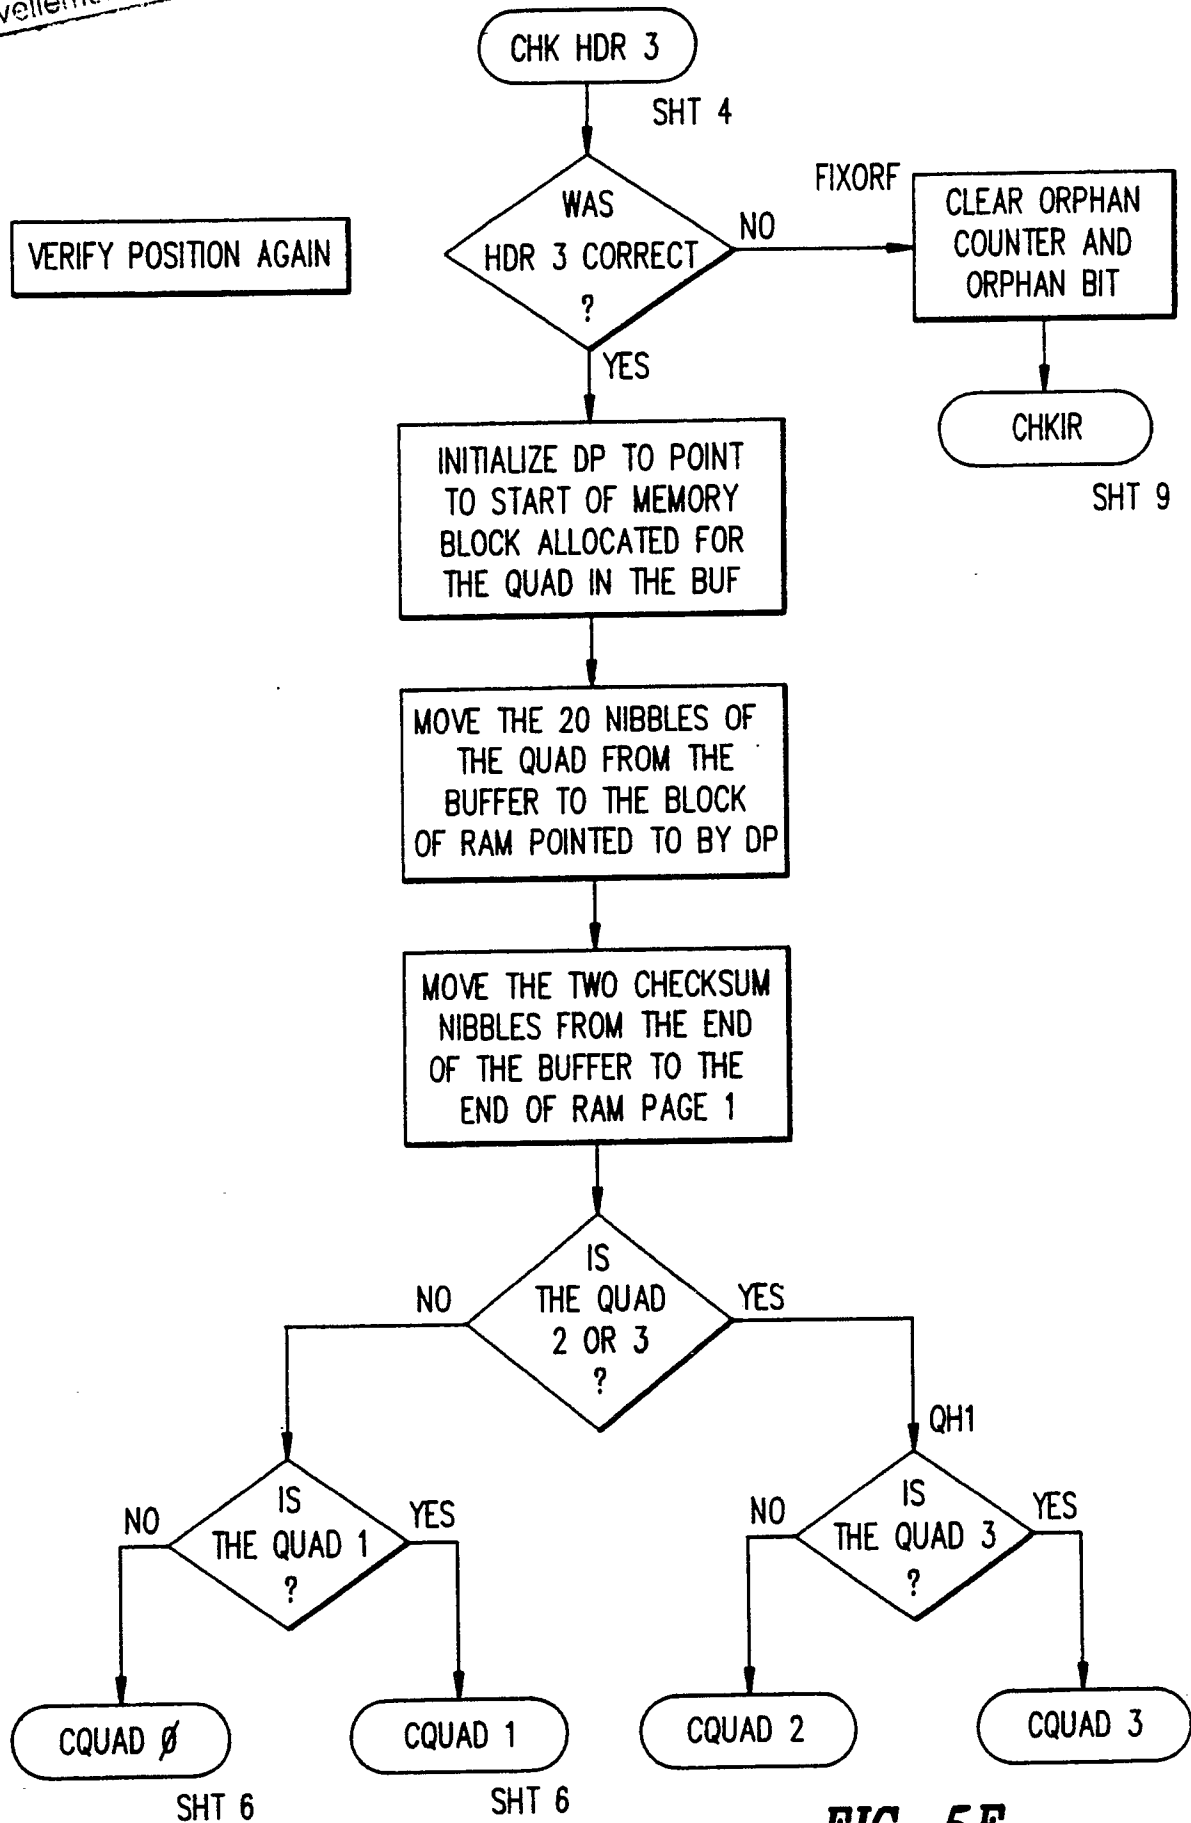 CHK HDR 3
SHT 4
WAS
HDR 3 CORRECT
?
NO
FIXORF
CLEAR ORPHAN
COUNTER AND
ORPHAN BIT
VERIFY POSITION AGAIN
YES
CHKIR
SHT 9
INITIALIZE DP TO POINT
TO START OF MEMORY
BLOCK ALLOCATED FOR
THE QUAD IN THE BUF
MOVE THE 20 NIBBLES OF
THE QUAD FROM THE
BUFFER TO THE BLOCK
OF RAM POINTED TO BY DP
MOVE THE TWO CHECKSUM
NIBBLES FROM THE END
OF THE BUFFER TO THE
END OF RAM PAGE 1
IS
THE QUAD
2 OR 3
?
NO
YES
QH1
IS
THE QUAD 1
?
NO
YES
IS
THE QUAD 3
?
NO
YES
CQUAD Ø
SHT 6
CQUAD 1
SHT 6
CQUAD 2
CQUAD 3